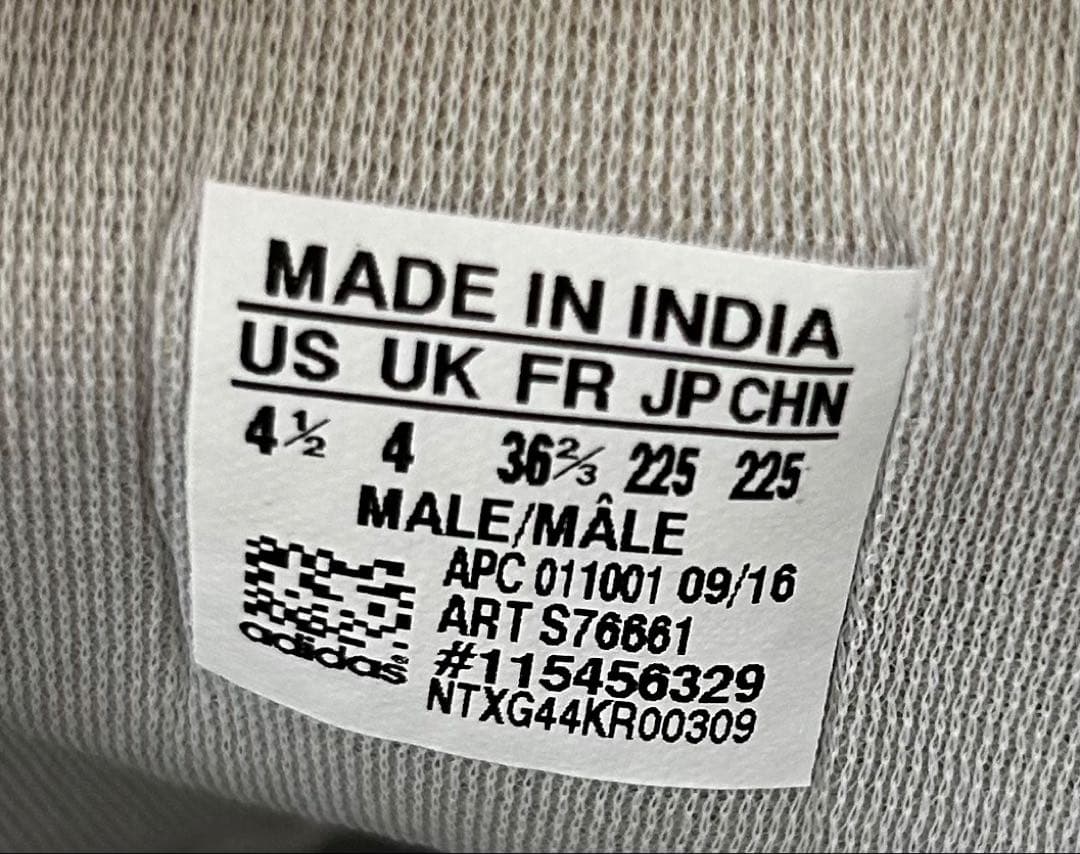 MADE IN INDIA
US UK FR JP CHN
4½ 4 36⅔ 225 225
MALE/MÂLE
APC 011001 09/16
ART S76661
#115456329
NTXG44KR00309
adidas®